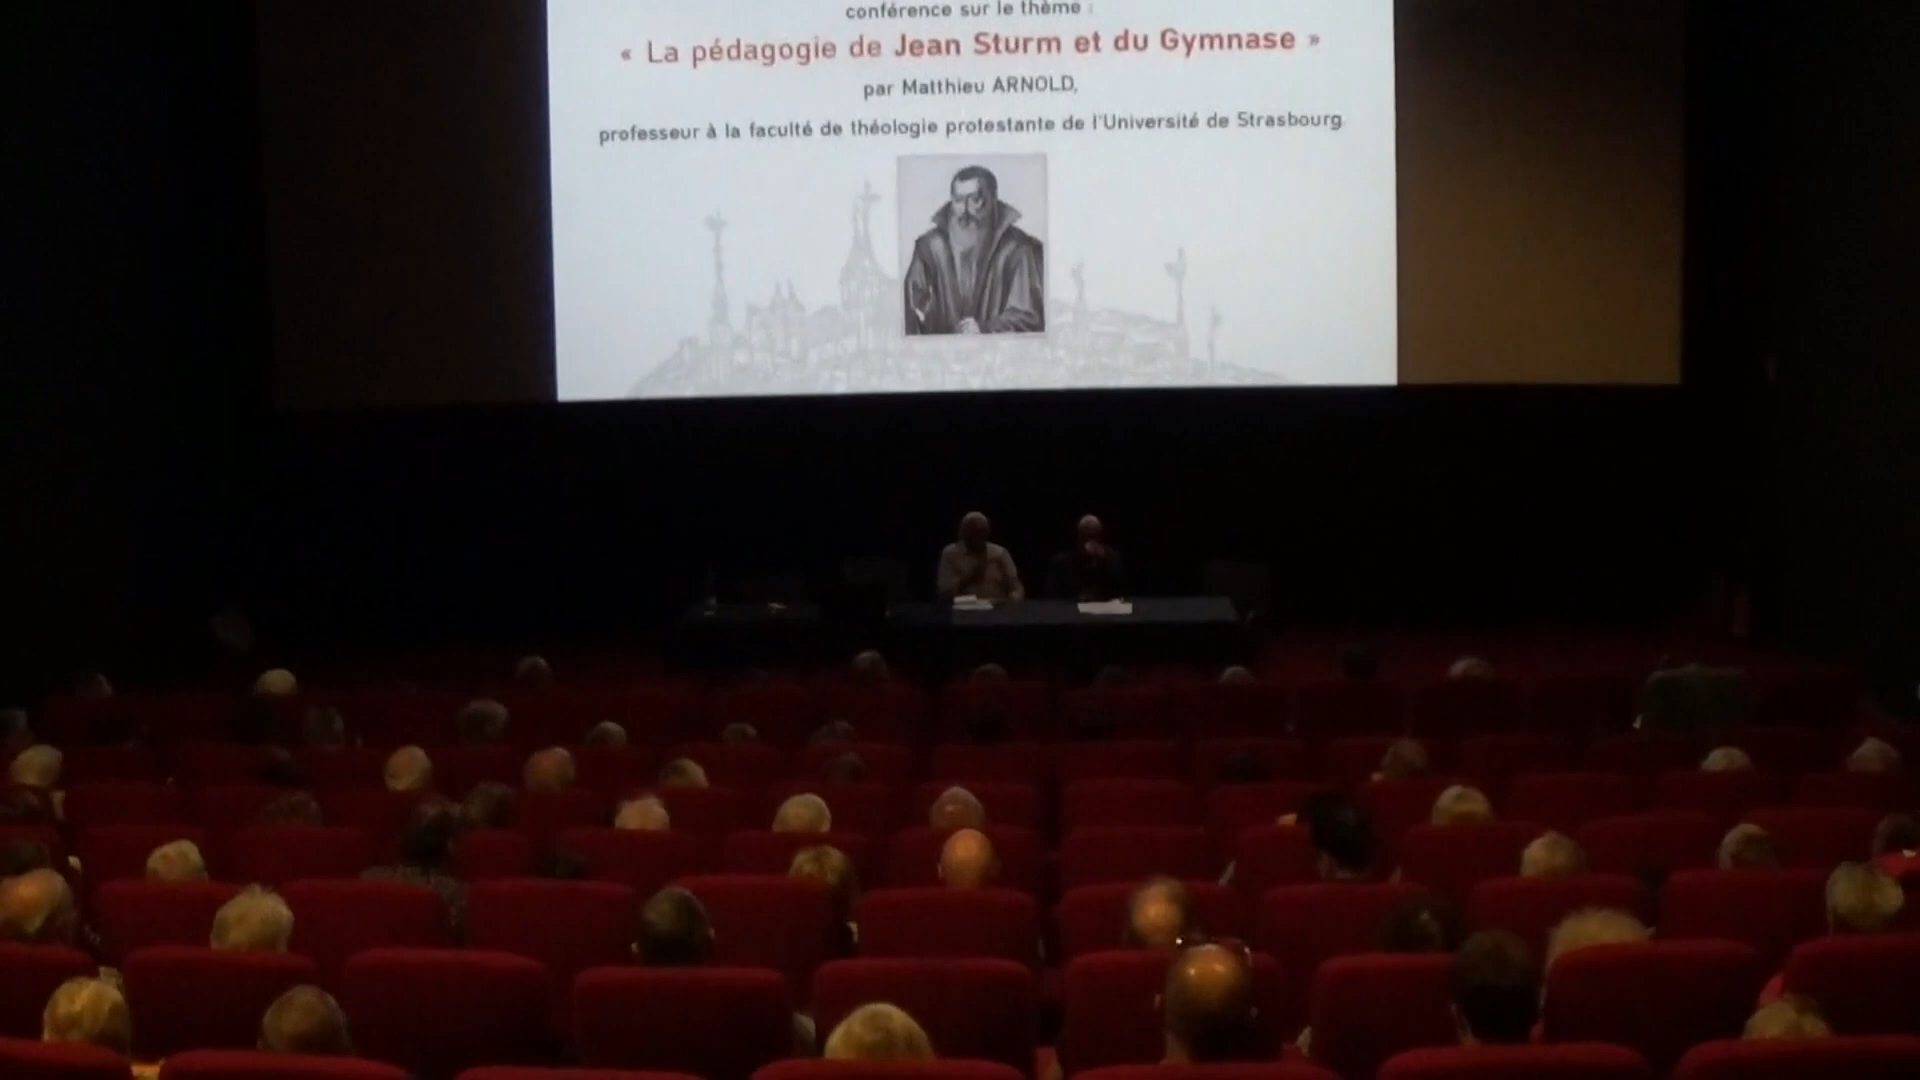 conférence sur le thème :
« La pédagogie de Jean Sturm et du Gymnase »
par Matthieu ARNOLD,
professeur à la faculté de théologie protestante de l'Université de Strasbourg